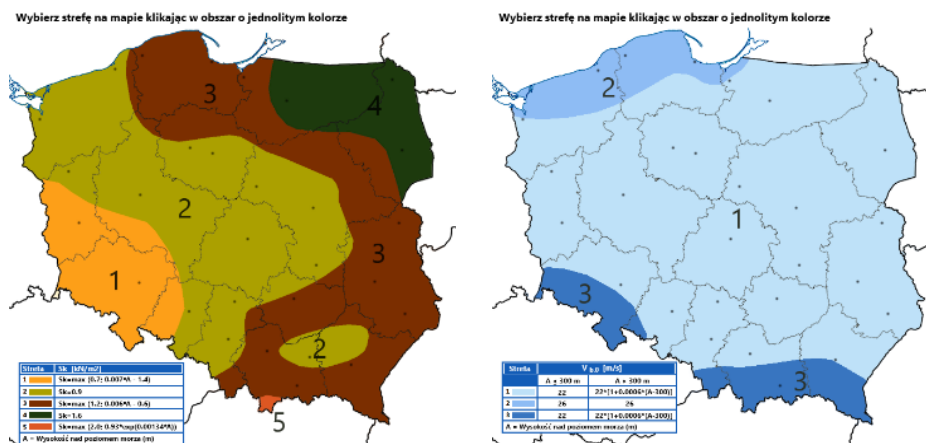 Wybierz strefę na mapie klikając w obszar o jednolitym kolorze
3
4
2
3
1
2
5
Strefa Sk [kN/m2]
1 Sk=max (0.7; 0.007*A - 1.4)
2 Sk=0.9
3 Sk=max (1.2; 0.006*A - 0.6)
4 Sk=1.6
5 Sk=max (2.0; 0.93*exp(0.00134*A))
A = Wysokość nad poziomem morza (m)
Wybierz strefę na mapie klikając w obszar o jednolitym kolorze
2
1
3
3
Strefa V b,0 [m/s]
A ≤ 300 m A > 300 m
1 22 22*[1+0.0006*(A-300)]
2 26 26
3 22 22*[1+0.0006*(A-300)]
A = Wysokość nad poziomem morza (m)